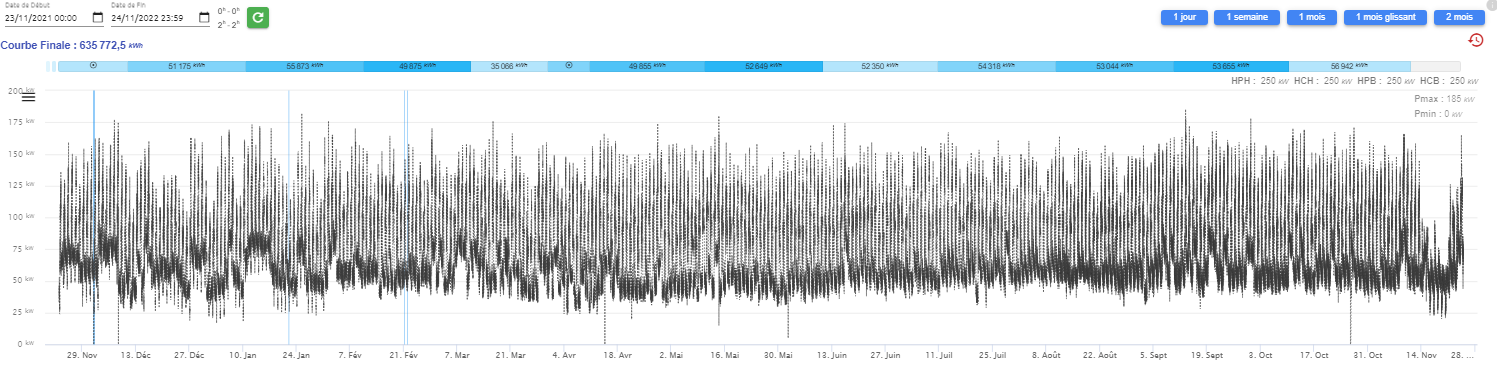 Date de Début
Date de Fin
23/11/2021 00:00
24/11/2022 23:59
0ʰ - 0ʰ
2ʰ - 2ʰ
1 jour
1 semaine
1 mois
1 mois glissant
2 mois
Courbe Finale : 635 772,5 kWh
51 175 kWh
55 873 kWh
49 875 kWh
35 066 kWh
49 855 kWh
52 649 kWh
52 350 kWh
54 318 kWh
53 044 kWh
53 655 kWh
56 942 kWh
HPH : 250 kW HCH : 250 kW HPB : 250 kW HCB : 250 kW
Pmax : 185 kW
Pmin : 0 kW
200 kW
175 kW
150 kW
125 kW
100 kW
75 kW
50 kW
25 kW
0 kW
29. Nov
13. Déc
27. Déc
10. Jan
24. Jan
7. Fév
21. Fév
7. Mar
21. Mar
4. Avr
18. Avr
2. Mai
16. Mai
30. Mai
13. Juin
27. Juin
11. Juil
25. Juil
8. Août
22. Août
5. Sept
19. Sept
3. Oct
17. Oct
31. Oct
14. Nov
28. ...